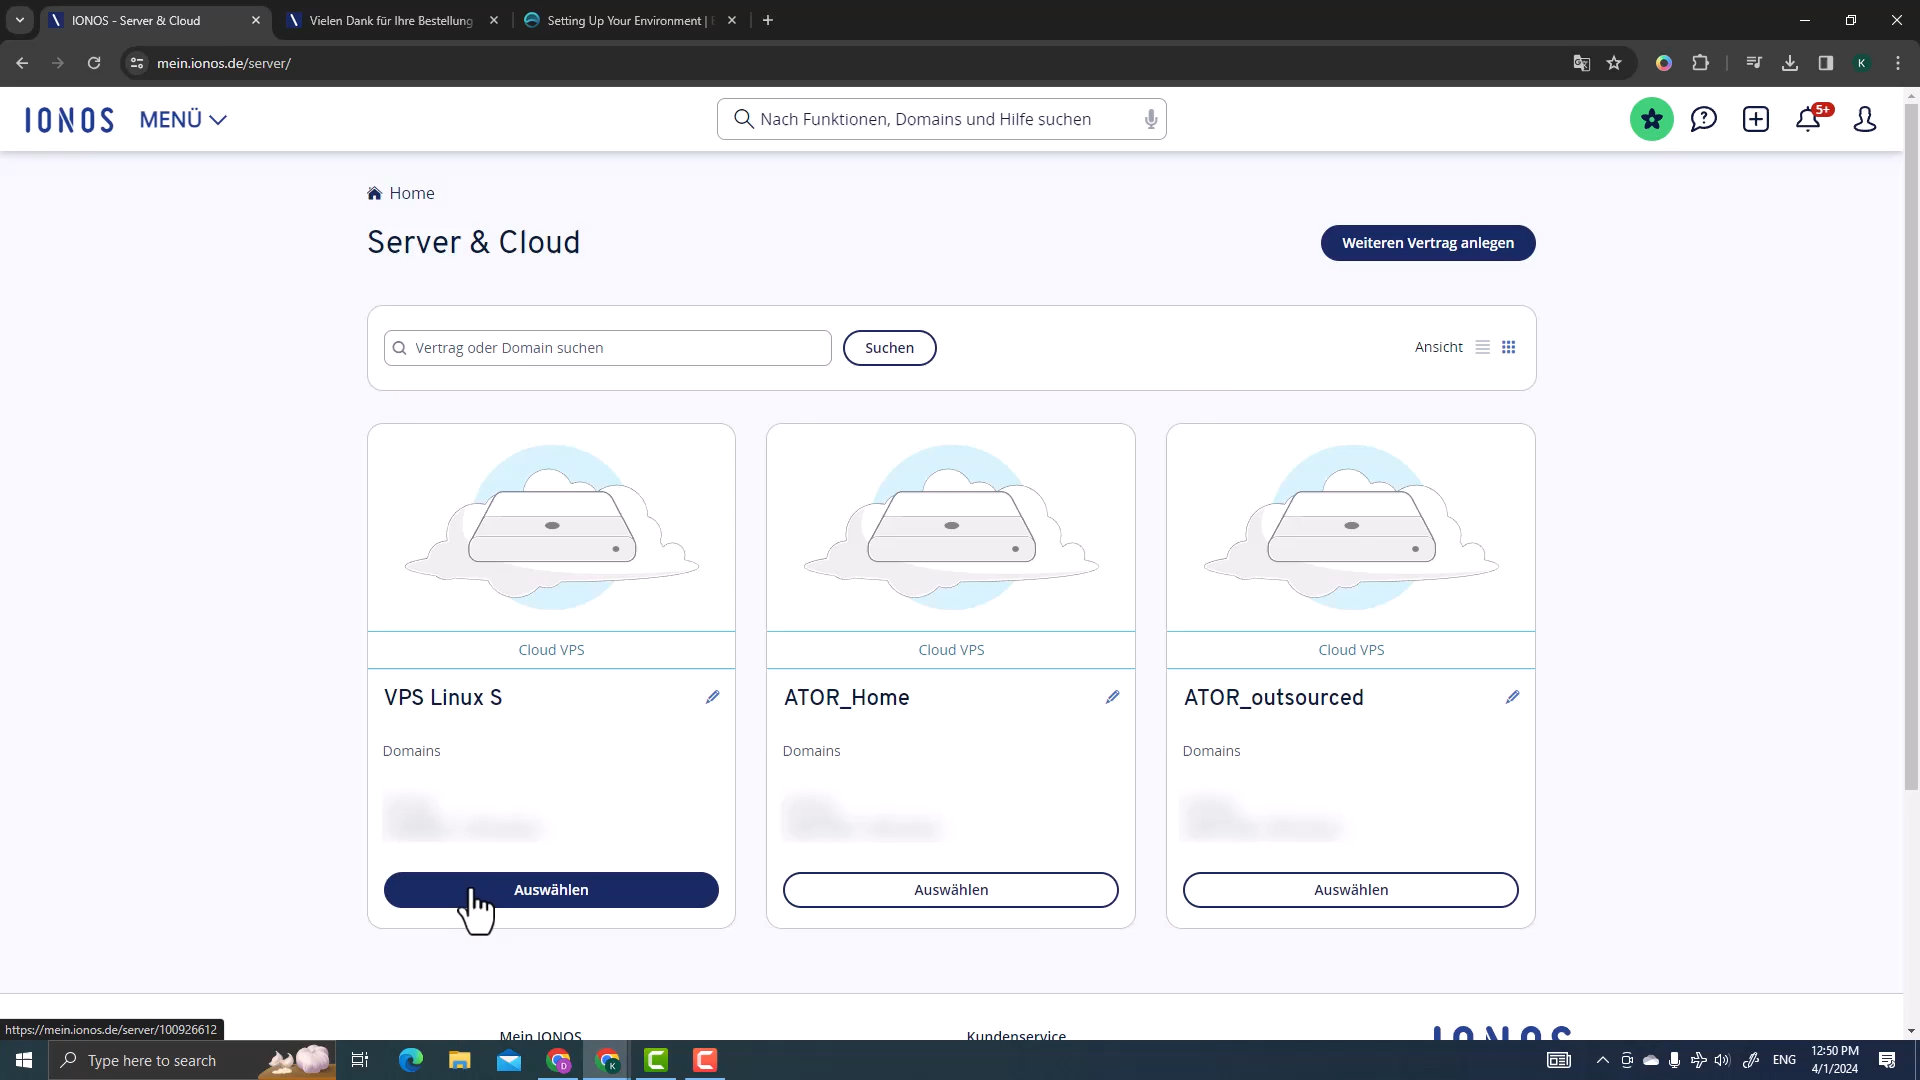 IONOS - Server & Cloud
Vielen Dank für Ihre Bestellung
Setting Up Your Environment |
mein.ionos.de/server/
K
IONOS
MENÜ
Nach Funktionen, Domains und Hilfe suchen
5+
Home
Server & Cloud
Weiteren Vertrag anlegen
Vertrag oder Domain suchen
Suchen
Ansicht
Cloud VPS
Cloud VPS
Cloud VPS
VPS Linux S
ATOR_Home
ATOR_outsourced
Domains
Domains
Domains
Auswählen
Auswählen
Auswählen
https://mein.ionos.de/server/100926612
Mein IONOS
Kundenservice
IONOS
Type here to search
D
K
ENG
12:50 PM
4/1/2024